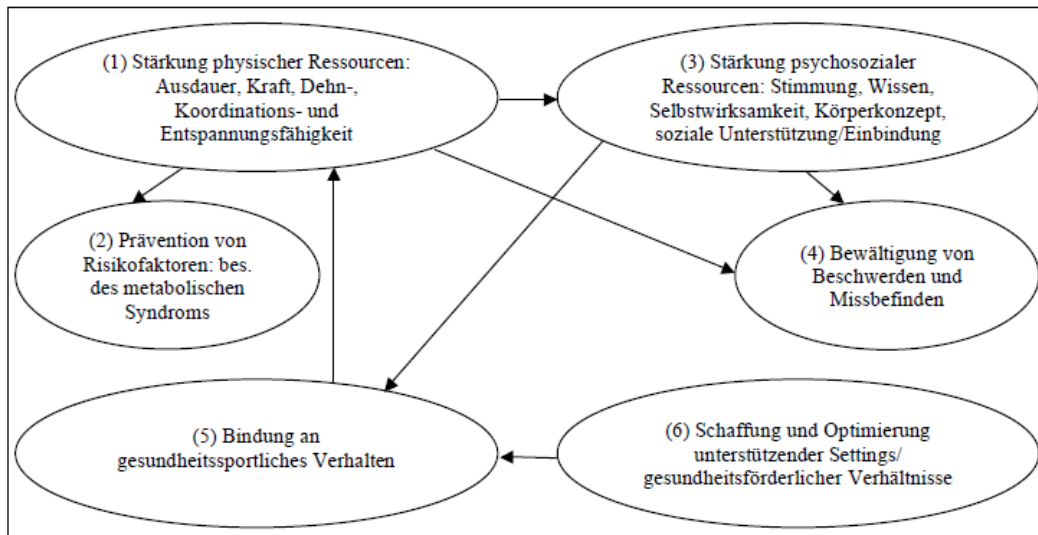 (1) Stärkung physischer Ressourcen:
Ausdauer, Kraft, Dehn-,
Koordinations- und
Entspannungsfähigkeit
(3) Stärkung psychosozialer
Ressourcen: Stimmung, Wissen,
Selbstwirksamkeit, Körperkonzept,
soziale Unterstützung/Einbindung
(2) Prävention von
Risikofaktoren: bes.
des metabolischen
Syndroms
(4) Bewältigung von
Beschwerden und
Missbefinden
(5) Bindung an
gesundheitssportliches Verhalten
(6) Schaffung und Optimierung
unterstützender Settings/
gesundheitsförderlicher Verhältnisse